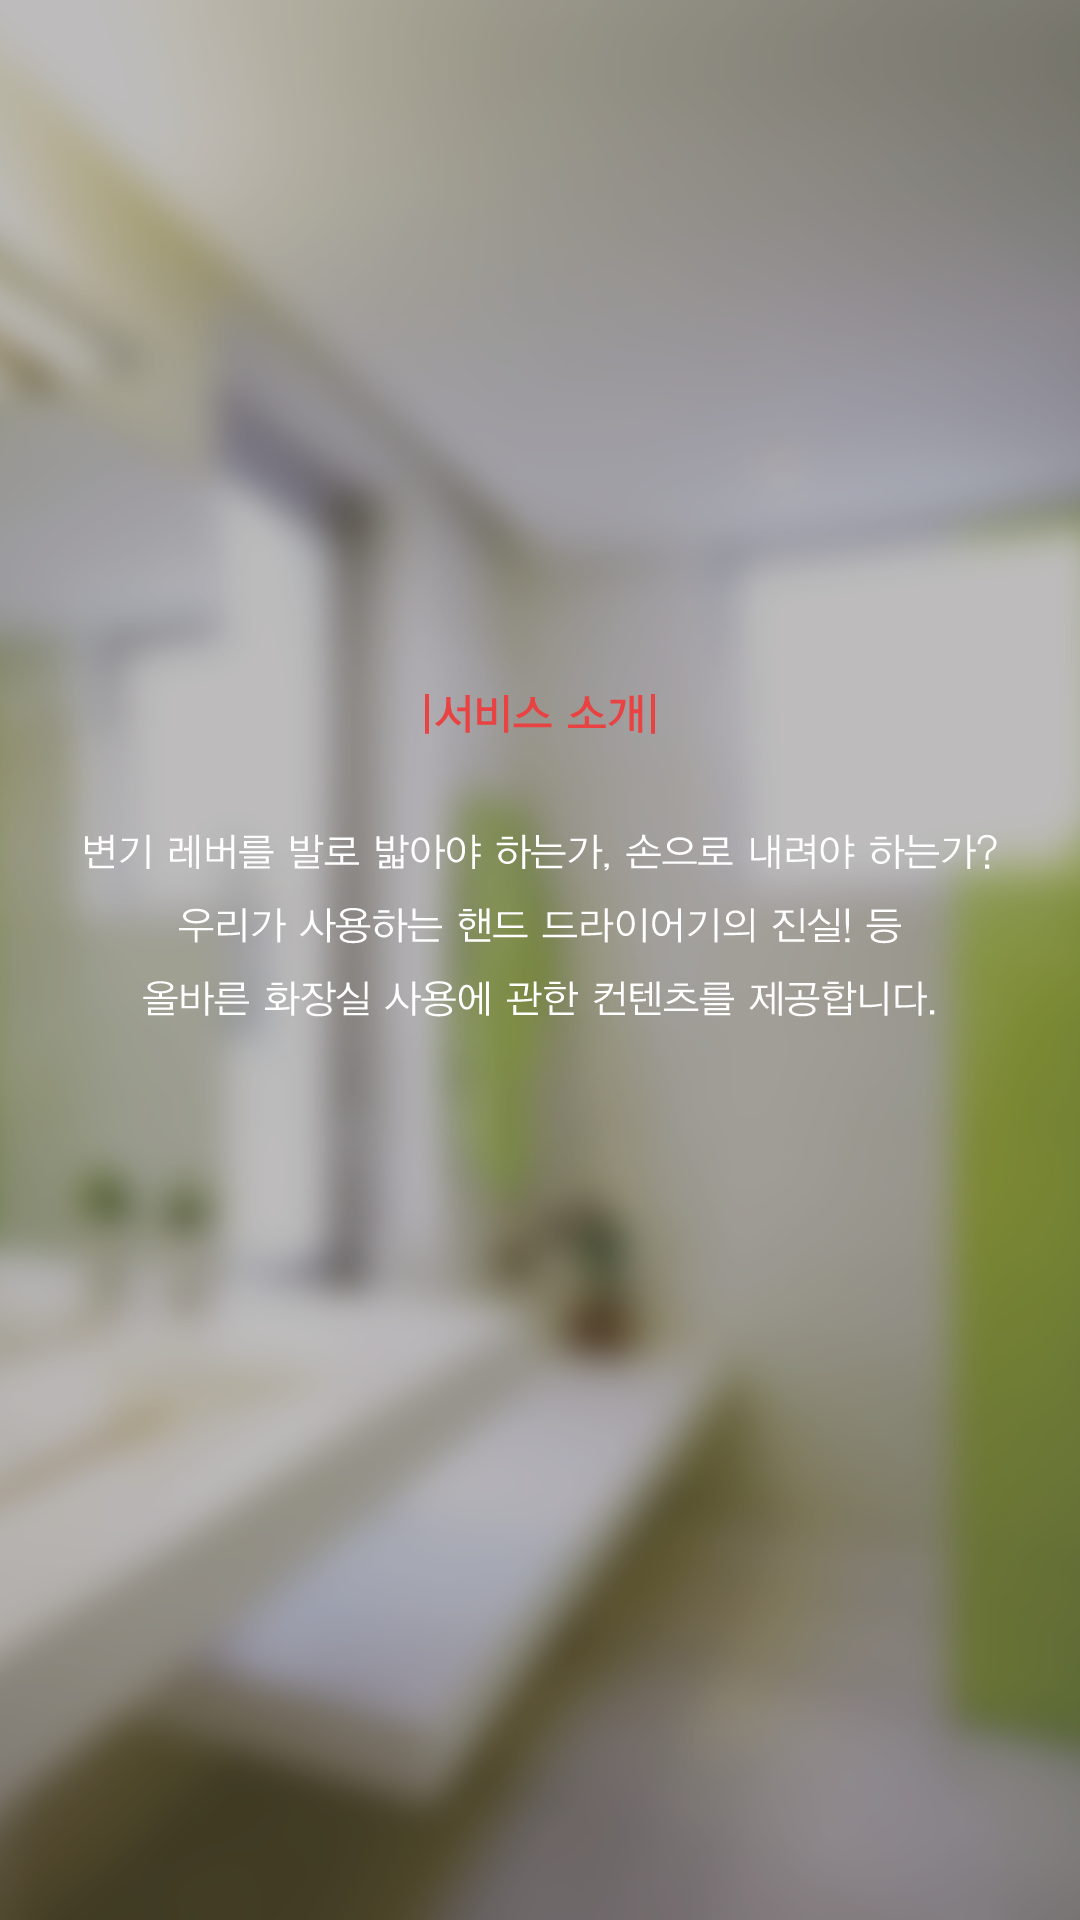 |서비스 소개|
변기 레버를 발로 밟아야 하는가, 손으로 내려야 하는가?
우리가 사용하는 핸드 드라이어기의 진실! 등
올바른 화장실 사용에 관한 컨텐츠를 제공합니다.